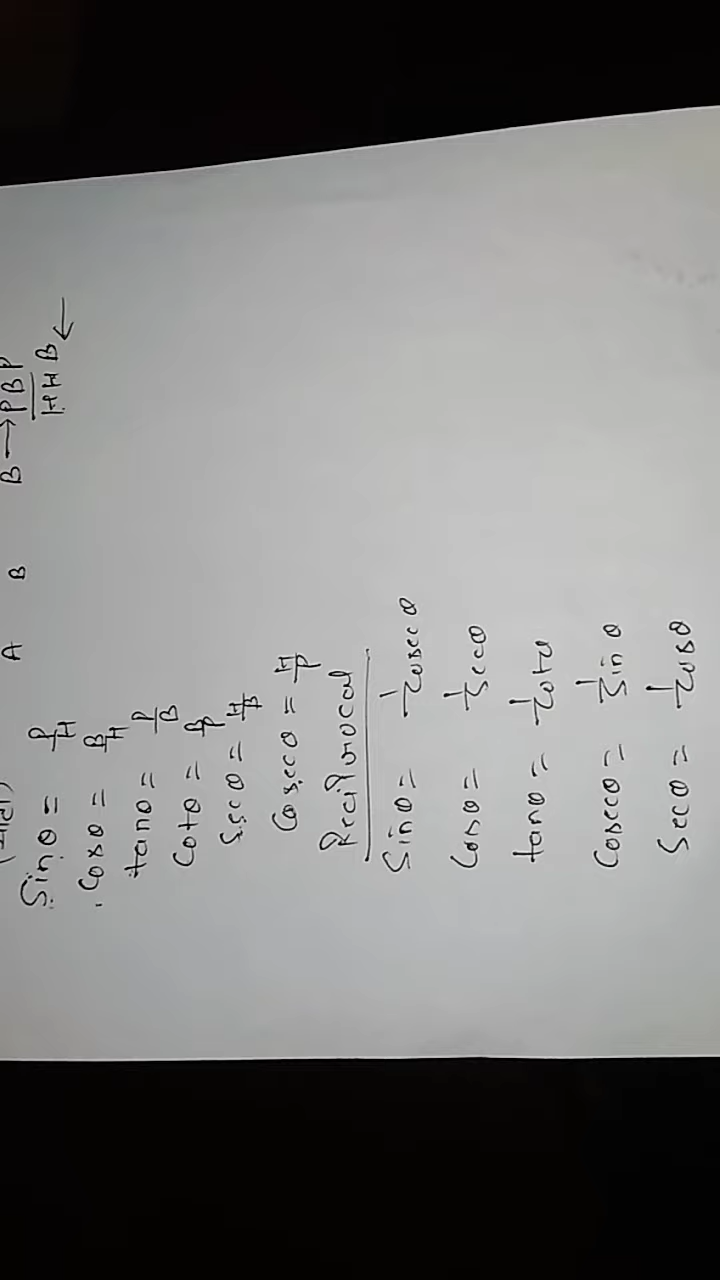 A B B → PBP
HHB ←
Sinθ = P/H
Cosθ = B/H
tanθ = P/B
Cotθ = B/P
Secθ = H/B
Cosecθ = H/P
Reciprocal
Sinθ = 1/Cosecθ
Cosθ = 1/Secθ
tanθ = 1/Cotθ
Cosecθ = 1/Sinθ
Secθ = 1/Cosθ